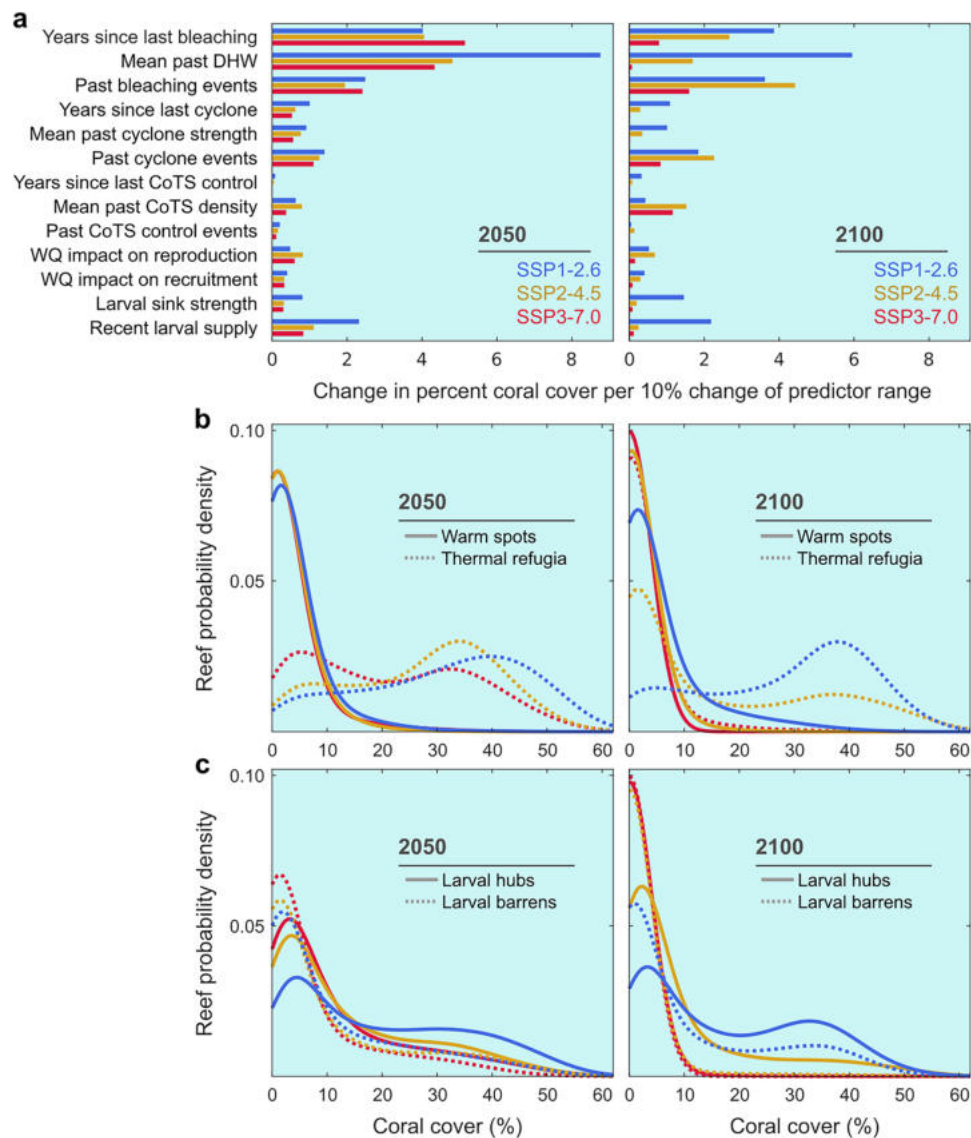 a
Years since last bleaching
Mean past DHW
Past bleaching events
Years since last cyclone
Mean past cyclone strength
Past cyclone events
Years since last CoTS control
Mean past CoTS density
Past CoTS control events
WQ impact on reproduction
WQ impact on recruitment
Larval sink strength
Recent larval supply
2050
SSP1-2.6
SSP2-4.5
SSP3-7.0
2100
SSP1-2.6
SSP2-4.5
SSP3-7.0
0 2 4 6 8
0 2 4 6 8
Change in percent coral cover per 10% change of predictor range
b
0.10
0.05
Reef probability density
2050
Warm spots
Thermal refugia
2100
Warm spots
Thermal refugia
0 10 20 30 40 50 60
0 10 20 30 40 50 60
c
0.10
0.05
Reef probability density
2050
Larval hubs
Larval barrens
2100
Larval hubs
Larval barrens
0 10 20 30 40 50 60
0 10 20 30 40 50 60
Coral cover (%)
Coral cover (%)